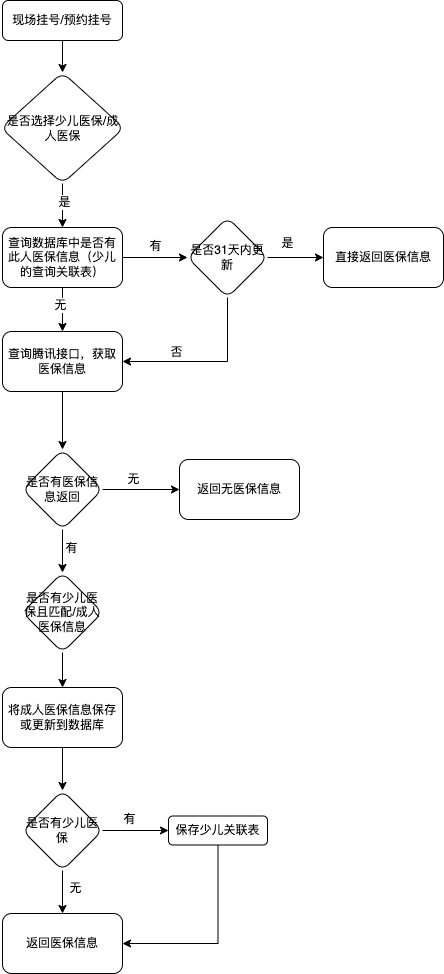 现场挂号/预约挂号
是否选择少儿医保/成
人医保
是
查询数据库中是否有
此人医保信息（少儿
的查询关联表）
有
是否31天内更
新
是
直接返回医保信息
无
否
查询腾讯接口，获取
医保信息
是否有医保信
息返回
无
返回无医保信息
有
是否有少儿医
保且匹配/成人
医保信息
将成人医保信息保存
或更新到数据库
是否有少儿医
保
有
保存少儿关联表
无
返回医保信息